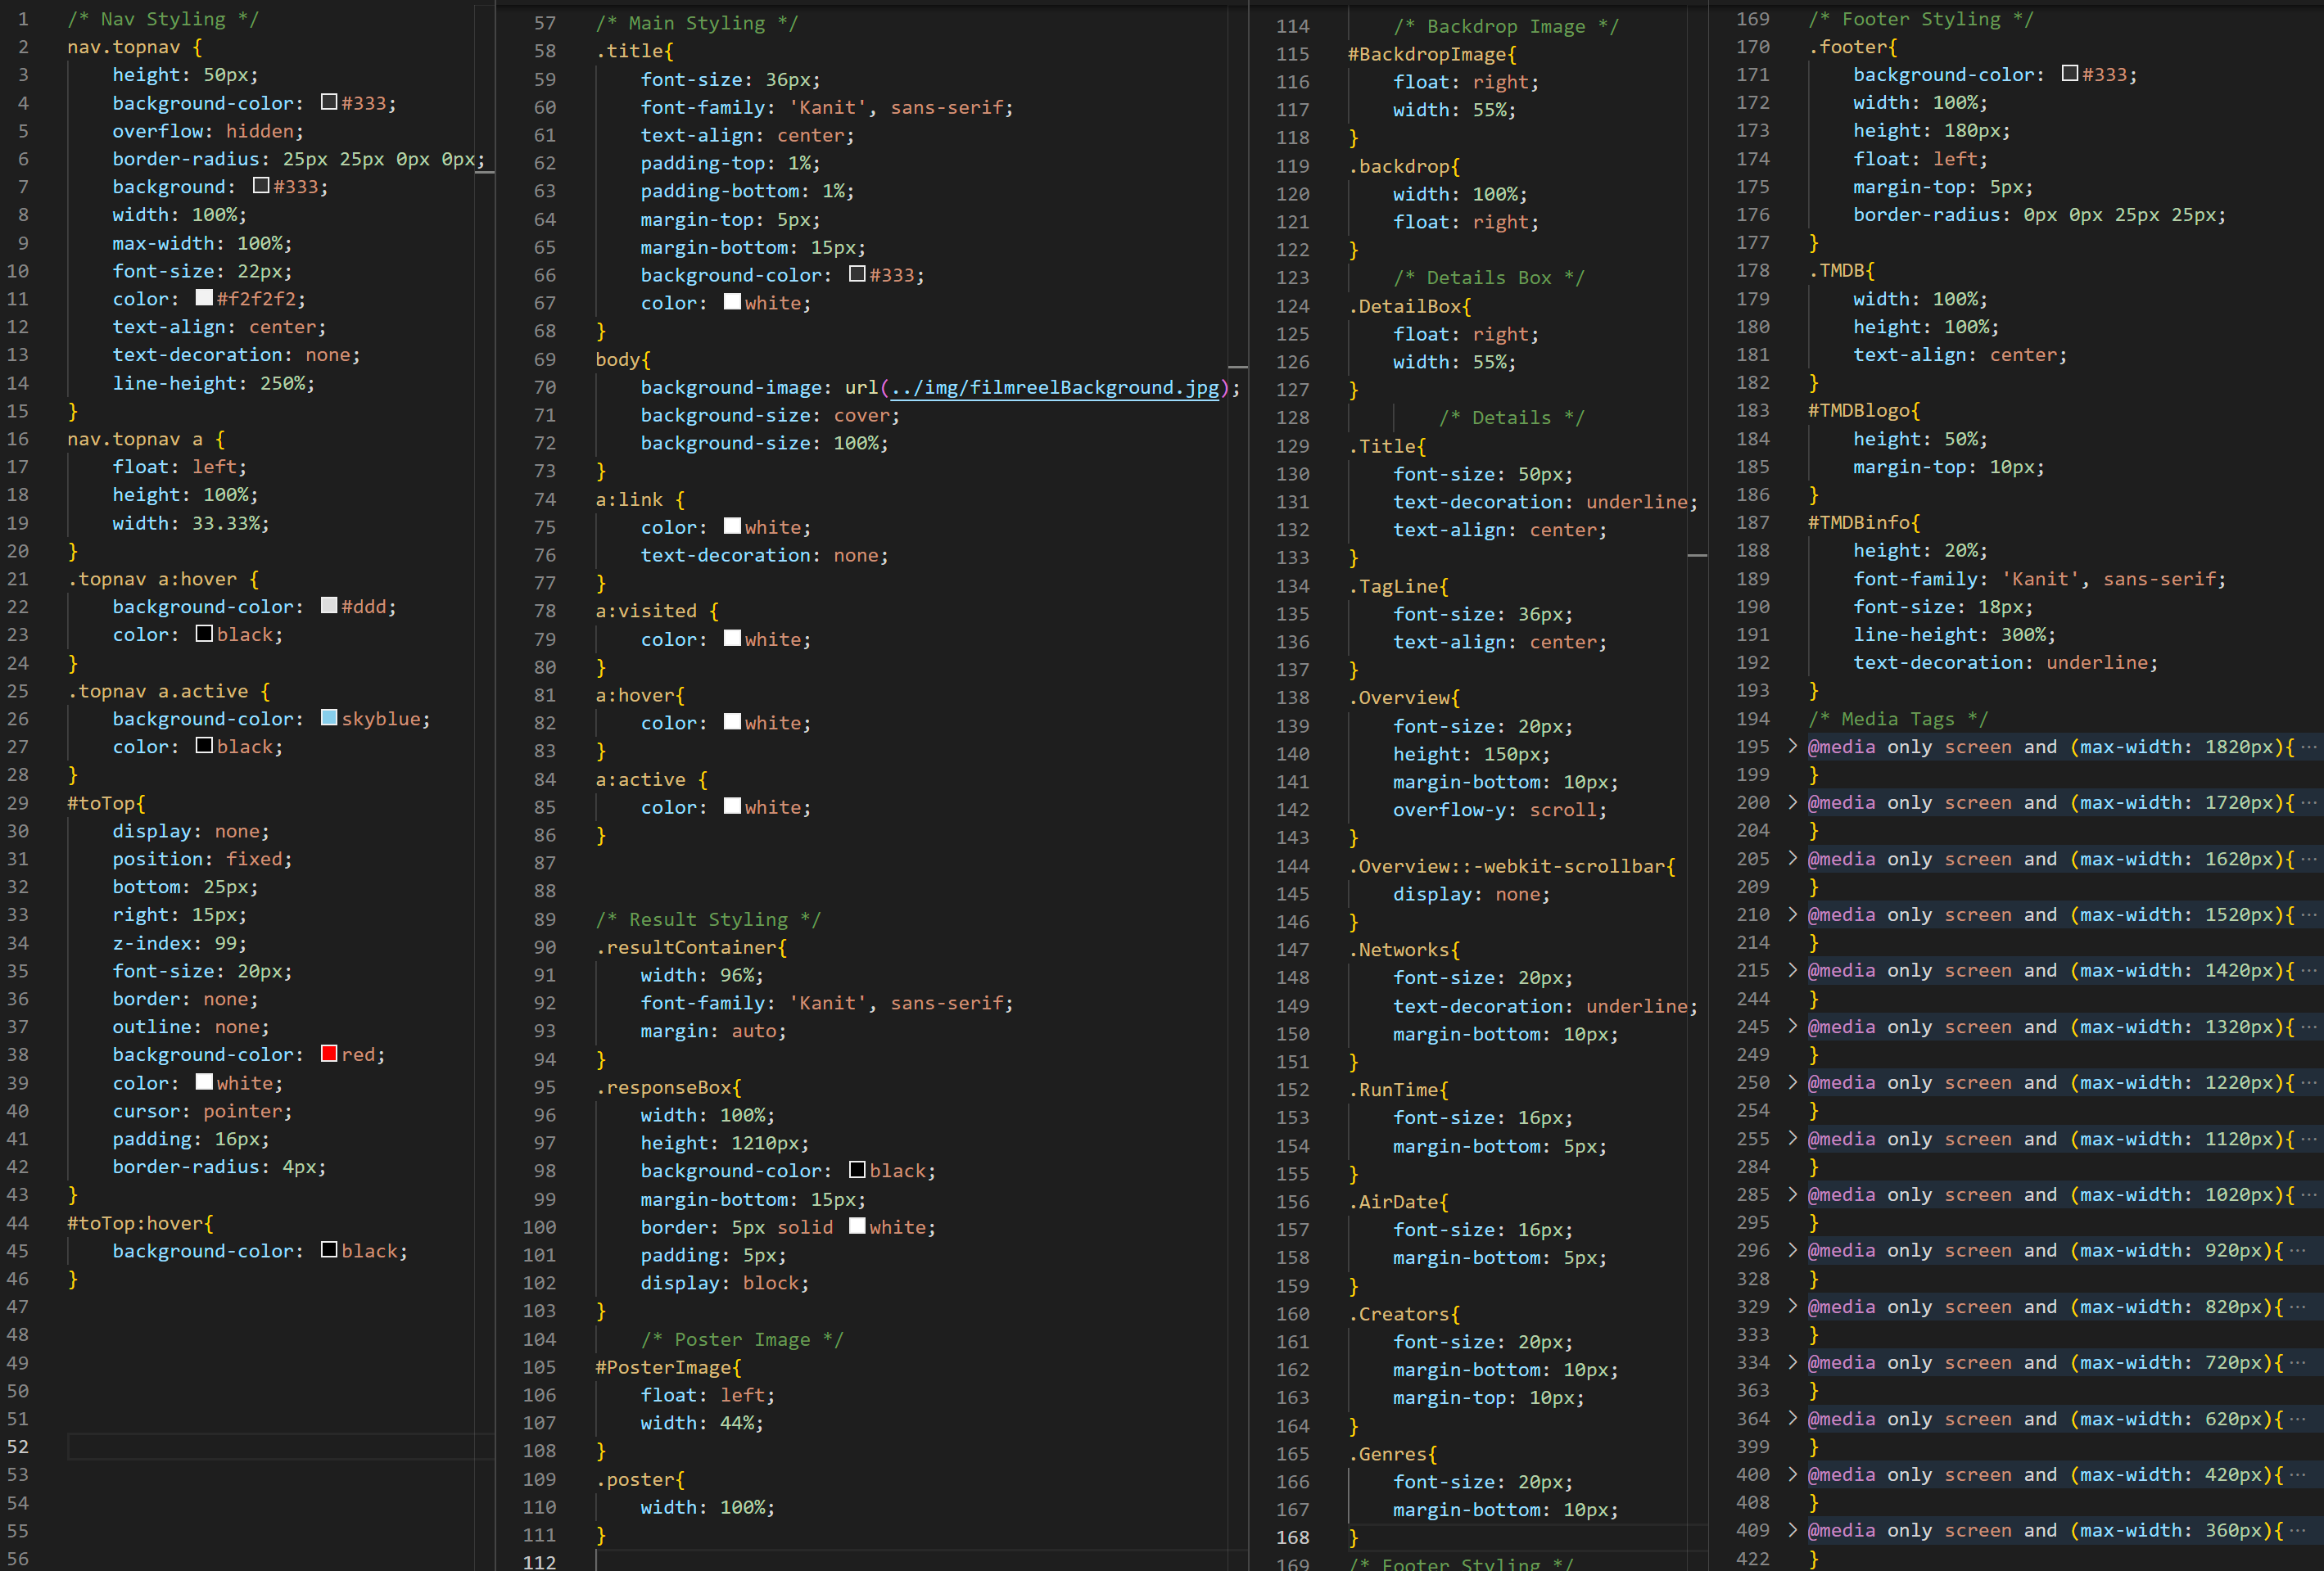 1 /* Nav Styling */
2 nav.topnav {
3     height: 50px;
4     background-color: #333;
5     overflow: hidden;
6     border-radius: 25px 25px 0px 0px;
7     background: #333;
8     width: 100%;
9     max-width: 100%;
10     font-size: 22px;
11     color: #f2f2f2;
12     text-align: center;
13     text-decoration: none;
14     line-height: 250%;
15 }
16 nav.topnav a {
17     float: left;
18     height: 100%;
19     width: 33.33%;
20 }
21 .topnav a:hover {
22     background-color: #ddd;
23     color: black;
24 }
25 .topnav a.active {
26     background-color: skyblue;
27     color: black;
28 }
29 #toTop{
30     display: none;
31     position: fixed;
32     bottom: 25px;
33     right: 15px;
34     z-index: 99;
35     font-size: 20px;
36     border: none;
37     outline: none;
38     background-color: red;
39     color: white;
40     cursor: pointer;
41     padding: 16px;
42     border-radius: 4px;
43 }
44 #toTop:hover{
45     background-color: black;
46 }
47
48
49
50
51
52
53
54
55
56
57 /* Main Styling */
58 .title{
59     font-size: 36px;
60     font-family: 'Kanit', sans-serif;
61     text-align: center;
62     padding-top: 1%;
63     padding-bottom: 1%;
64     margin-top: 5px;
65     margin-bottom: 15px;
66     background-color: #333;
67     color: white;
68 }
69 body{
70     background-image: url(../img/filmreelBackground.jpg);
71     background-size: cover;
72     background-size: 100%;
73 }
74 a:link {
75     color: white;
76     text-decoration: none;
77 }
78 a:visited {
79     color: white;
80 }
81 a:hover{
82     color: white;
83 }
84 a:active {
85     color: white;
86 }
87
88
89 /* Result Styling */
90 .resultContainer{
91     width: 96%;
92     font-family: 'Kanit', sans-serif;
93     margin: auto;
94 }
95 .responseBox{
96     width: 100%;
97     height: 1210px;
98     background-color: black;
99     margin-bottom: 15px;
100     border: 5px solid white;
101     padding: 5px;
102     display: block;
103 }
104     /* Poster Image */
105 #PosterImage{
106     float: left;
107     width: 44%;
108 }
109 .poster{
110     width: 100%;
111 }
112
114     /* Backdrop Image */
115 #BackdropImage{
116     float: right;
117     width: 55%;
118 }
119 .backdrop{
120     width: 100%;
121     float: right;
122 }
123     /* Details Box */
124 .DetailBox{
125     float: right;
126     width: 55%;
127 }
128         /* Details */
129 .Title{
130     font-size: 50px;
131     text-decoration: underline;
132     text-align: center;
133 }
134 .TagLine{
135     font-size: 36px;
136     text-align: center;
137 }
138 .Overview{
139     font-size: 20px;
140     height: 150px;
141     margin-bottom: 10px;
142     overflow-y: scroll;
143 }
144 .Overview::-webkit-scrollbar{
145     display: none;
146 }
147 .Networks{
148     font-size: 20px;
149     text-decoration: underline;
150     margin-bottom: 10px;
151 }
152 .RunTime{
153     font-size: 16px;
154     margin-bottom: 5px;
155 }
156 .AirDate{
157     font-size: 16px;
158     margin-bottom: 5px;
159 }
160 .Creators{
161     font-size: 20px;
162     margin-bottom: 10px;
163     margin-top: 10px;
164 }
165 .Genres{
166     font-size: 20px;
167     margin-bottom: 10px;
168 }
169 /* Footer Styling */
169 /* Footer Styling */
170 .footer{
171     background-color: #333;
172     width: 100%;
173     height: 180px;
174     float: left;
175     margin-top: 5px;
176     border-radius: 0px 0px 25px 25px;
177 }
178 .TMDB{
179     width: 100%;
180     height: 100%;
181     text-align: center;
182 }
183 #TMDBlogo{
184     height: 50%;
185     margin-top: 10px;
186 }
187 #TMDBinfo{
188     height: 20%;
189     font-family: 'Kanit', sans-serif;
190     font-size: 18px;
191     line-height: 300%;
192     text-decoration: underline;
193 }
194 /* Media Tags */
195 > @media only screen and (max-width: 1820px){ ···
199 }
200 > @media only screen and (max-width: 1720px){ ···
204 }
205 > @media only screen and (max-width: 1620px){ ···
209 }
210 > @media only screen and (max-width: 1520px){ ···
214 }
215 > @media only screen and (max-width: 1420px){ ···
244 }
245 > @media only screen and (max-width: 1320px){ ···
249 }
250 > @media only screen and (max-width: 1220px){ ···
254 }
255 > @media only screen and (max-width: 1120px){ ···
284 }
285 > @media only screen and (max-width: 1020px){ ···
295 }
296 > @media only screen and (max-width: 920px){ ···
328 }
329 > @media only screen and (max-width: 820px){ ···
333 }
334 > @media only screen and (max-width: 720px){ ···
363 }
364 > @media only screen and (max-width: 620px){ ···
399 }
400 > @media only screen and (max-width: 420px){ ···
408 }
409 > @media only screen and (max-width: 360px){ ···
422 }